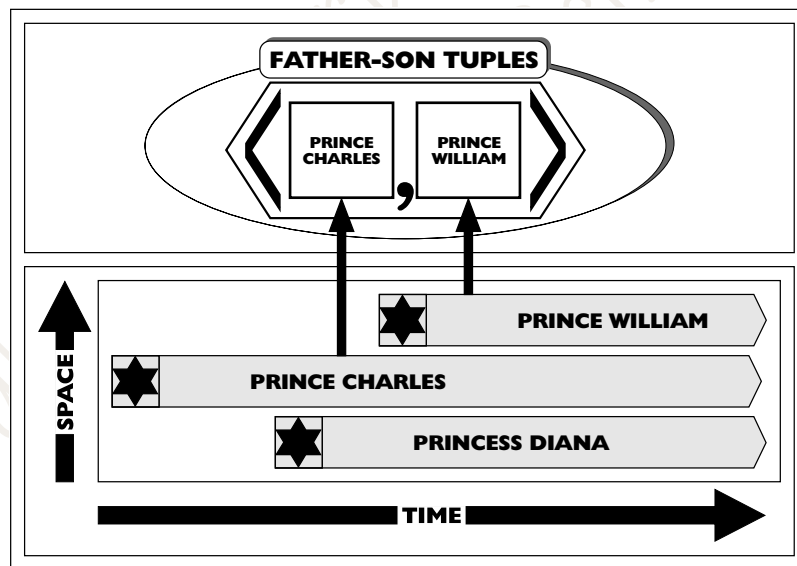 FATHER-SON TUPLES
PRINCE
CHARLES
,
PRINCE
WILLIAM
PRINCE WILLIAM
PRINCE CHARLES
PRINCESS DIANA
SPACE
TIME